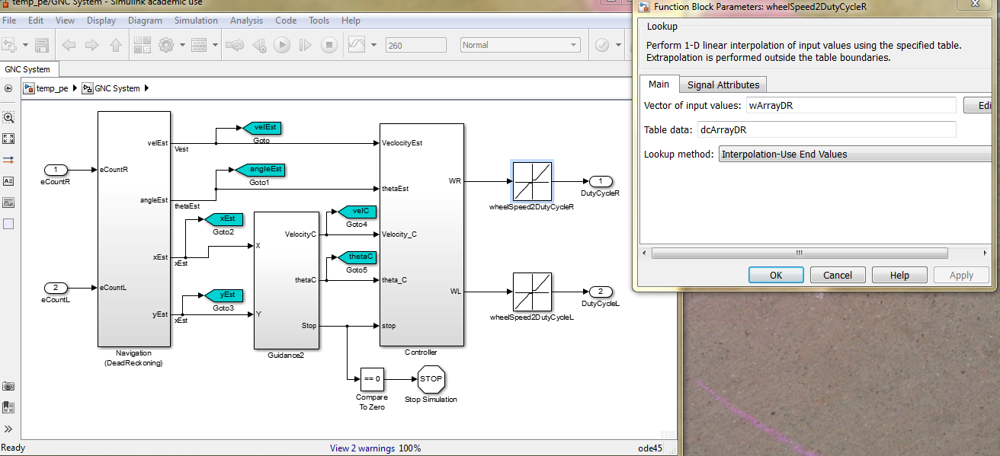 temp_pe/GNC System - Simulink academic use
File Edit View Display Diagram Simulation Analysis Code Tools Help
260
Normal
GNC System
temp_pe
GNC System
velEst
Goto
velEst
Vest
VeclocityEst
1
eCountR
eCountR
angleEst
Goto1
WR
wheelSpeed2DutyCycleR
1
DutyCycleR
thetaEst
angleEst
thetaEst
xEst
Goto2
velC
Goto4
VelocityC
Velocity_C
X
xEst
xEst
thetaC
Goto5
thetaC
theta_C
2
eCountL
eCountL
WL
wheelSpeed2DutyCycleL
2
DutyCycleL
yEst
Goto3
yEst
xEst
Y
Stop
stop
Navigation
(DeadReckoning)
Guidance2
Controller
== 0
Compare
To Zero
STOP
Stop Simulation
Ready
View 2 warnings 100%
ode45
Function Block Parameters: wheelSpeed2DutyCycleR
Lookup
Perform 1-D linear interpolation of input values using the specified table.
Extrapolation is performed outside the table boundaries.
Main Signal Attributes
Vector of input values: wArrayDR Edi
Table data: dcArrayDR
Lookup method: Interpolation-Use End Values
OK Cancel Help Apply